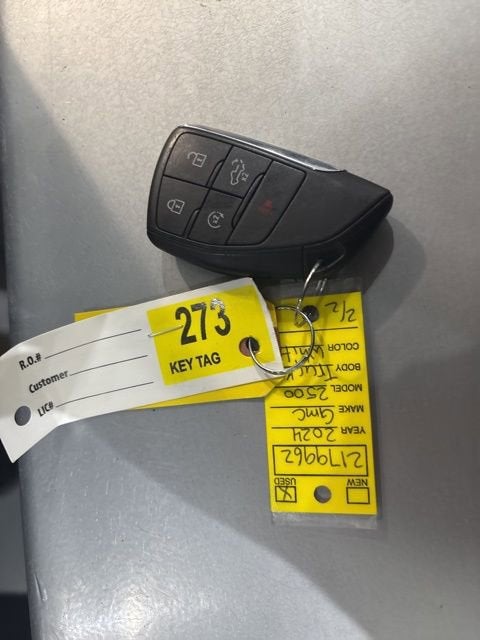 273
KEY TAG
R.O.#
Customer
LIC#
NEW
USED X
2179962
YEAR 2024
MAKE GMC
MODEL 2500
BODY Truck
COLOR White
2/2